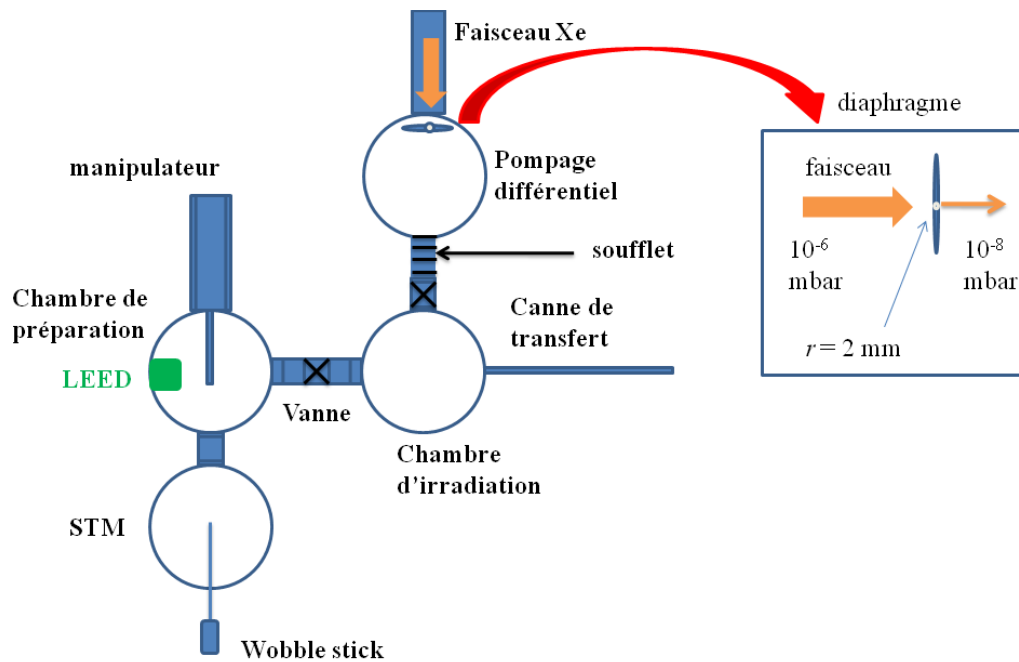 Faisceau Xe
diaphragme
manipulateur
Pompage
différentiel
faisceau
soufflet
10-6
mbar
10-8
mbar
Chambre de
préparation
Canne de
transfert
r = 2 mm
LEED
Vanne
Chambre
d’irradiation
STM
Wobble stick